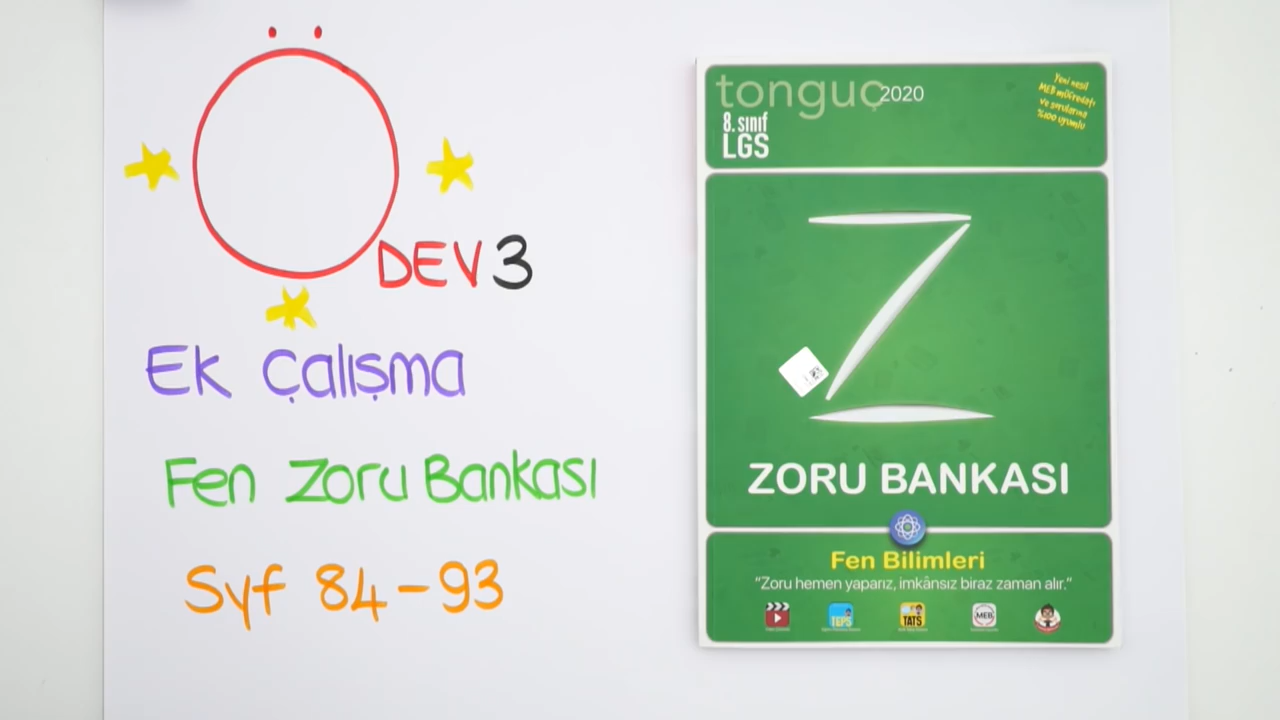 ÖDEV 3
Ek Çalışma
Fen Zoru Bankası
Syf 84-93
tonguç 2020
8. sınıf
LGS
Yeni nesil
MEB müfredatı
ve sorularına
%100 uyumlu
Z
ZORU BANKASI
Fen Bilimleri
“Zoru hemen yaparız, imkânsız biraz zaman alır.”
TEPS
TATS
MEB